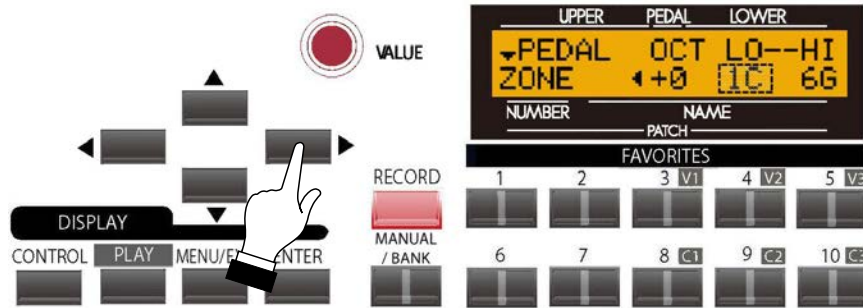 VALUE
UPPER PEDAL LOWER
PEDAL OCT LO--HI
ZONE +0 1C 6G
NUMBER NAME
PATCH
FAVORITES
RECORD
1 2 3 V1 4 V2 5 V3
DISPLAY
CONTROL PLAY MENU/E NTER
MANUAL
/ BANK
6 7 8 C1 9 C2 10 C3